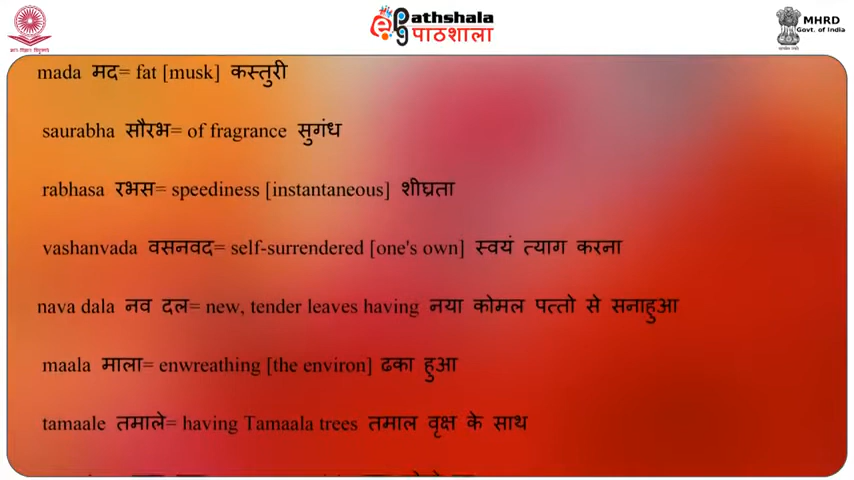 Pathshala
पाठशाला
MHRD
Govt. of India
mada मद= fat [musk] कस्तुरी
saurabha सौरभ= of fragrance सुगंध
rabhasa रभस= speediness [instantaneous] शीघ्रता
vashanvada वसनवद= self-surrendered [one's own] स्वयं त्याग करना
nava dala नव दल= new, tender leaves having नया कोमल पत्तो से सनाहुआ
maala माला= enwreathing [the environ] ढका हुआ
tamaale तमाले= having Tamaala trees तमाल वृक्ष के साथ